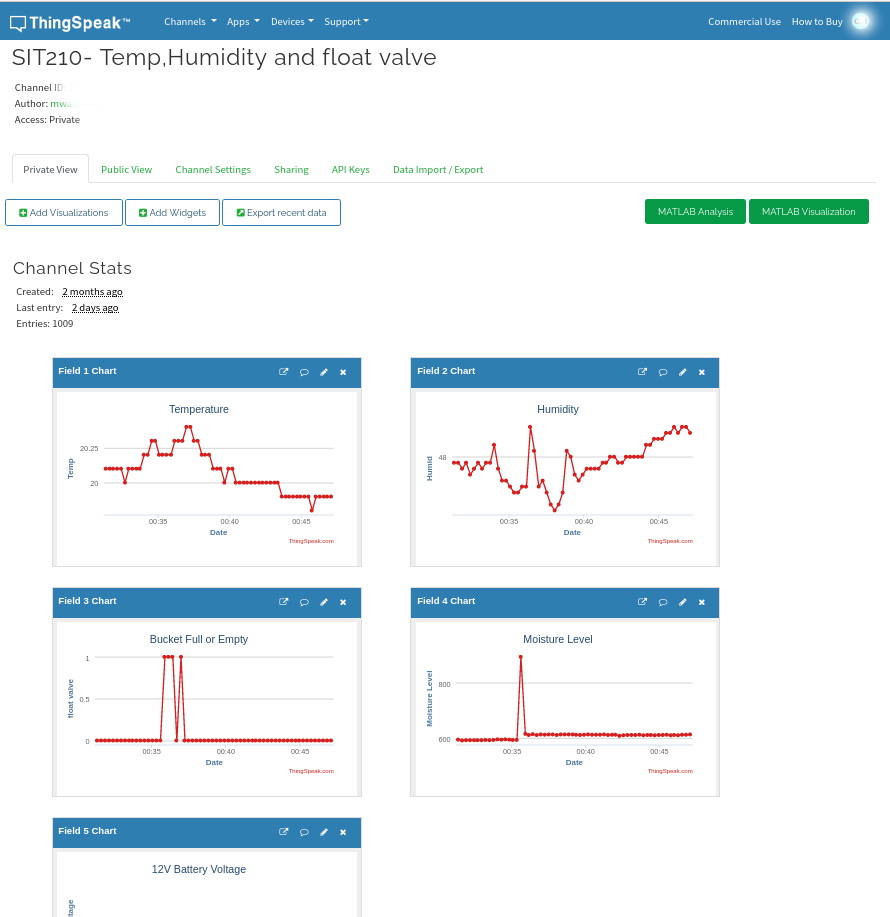 ThingSpeak™ Channels Apps Devices Support Commercial Use How to Buy
SIT210- Temp,Humidity and float valve
Channel ID:
Author:
Access: Private
Private View Public View Channel Settings Sharing API Keys Data Import / Export
Add Visualizations Add Widgets Export recent data MATLAB Analysis MATLAB Visualization
Channel Stats
Created: 2 months ago
Last entry: 2 days ago
Entries: 1009
Field 1 Chart
Temperature
Temp
20.25
20
00:35 00:40 00:45
Date
ThingSpeak.com
Field 2 Chart
Humidity
Humid
48
00:35 00:40 00:45
Date
ThingSpeak.com
Field 3 Chart
Bucket Full or Empty
float valve
1
0.5
0
00:35 00:40 00:45
Date
ThingSpeak.com
Field 4 Chart
Moisture Level
Moisture Level
800
600
00:35 00:40 00:45
Date
ThingSpeak.com
Field 5 Chart
12V Battery Voltage